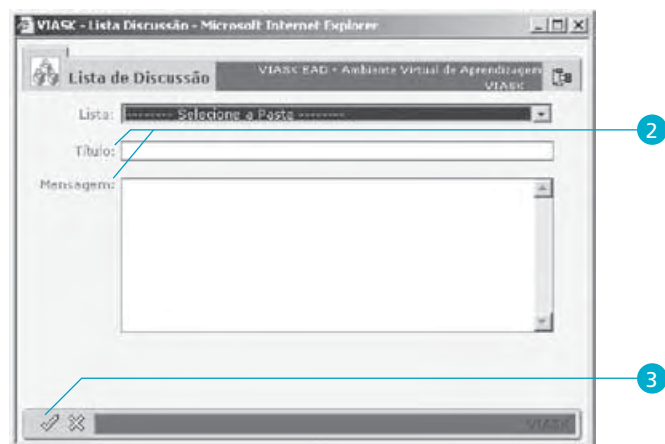 VIASK - Lista Discussão - Microsoft Internet Explorer
Lista de Discussão
VIASK EAD - Ambiente Virtual de Aprendizagem
VIASK
Lista: -------- Selecione a Pasta --------
2
Título:
Mensagem:
3
VIASK